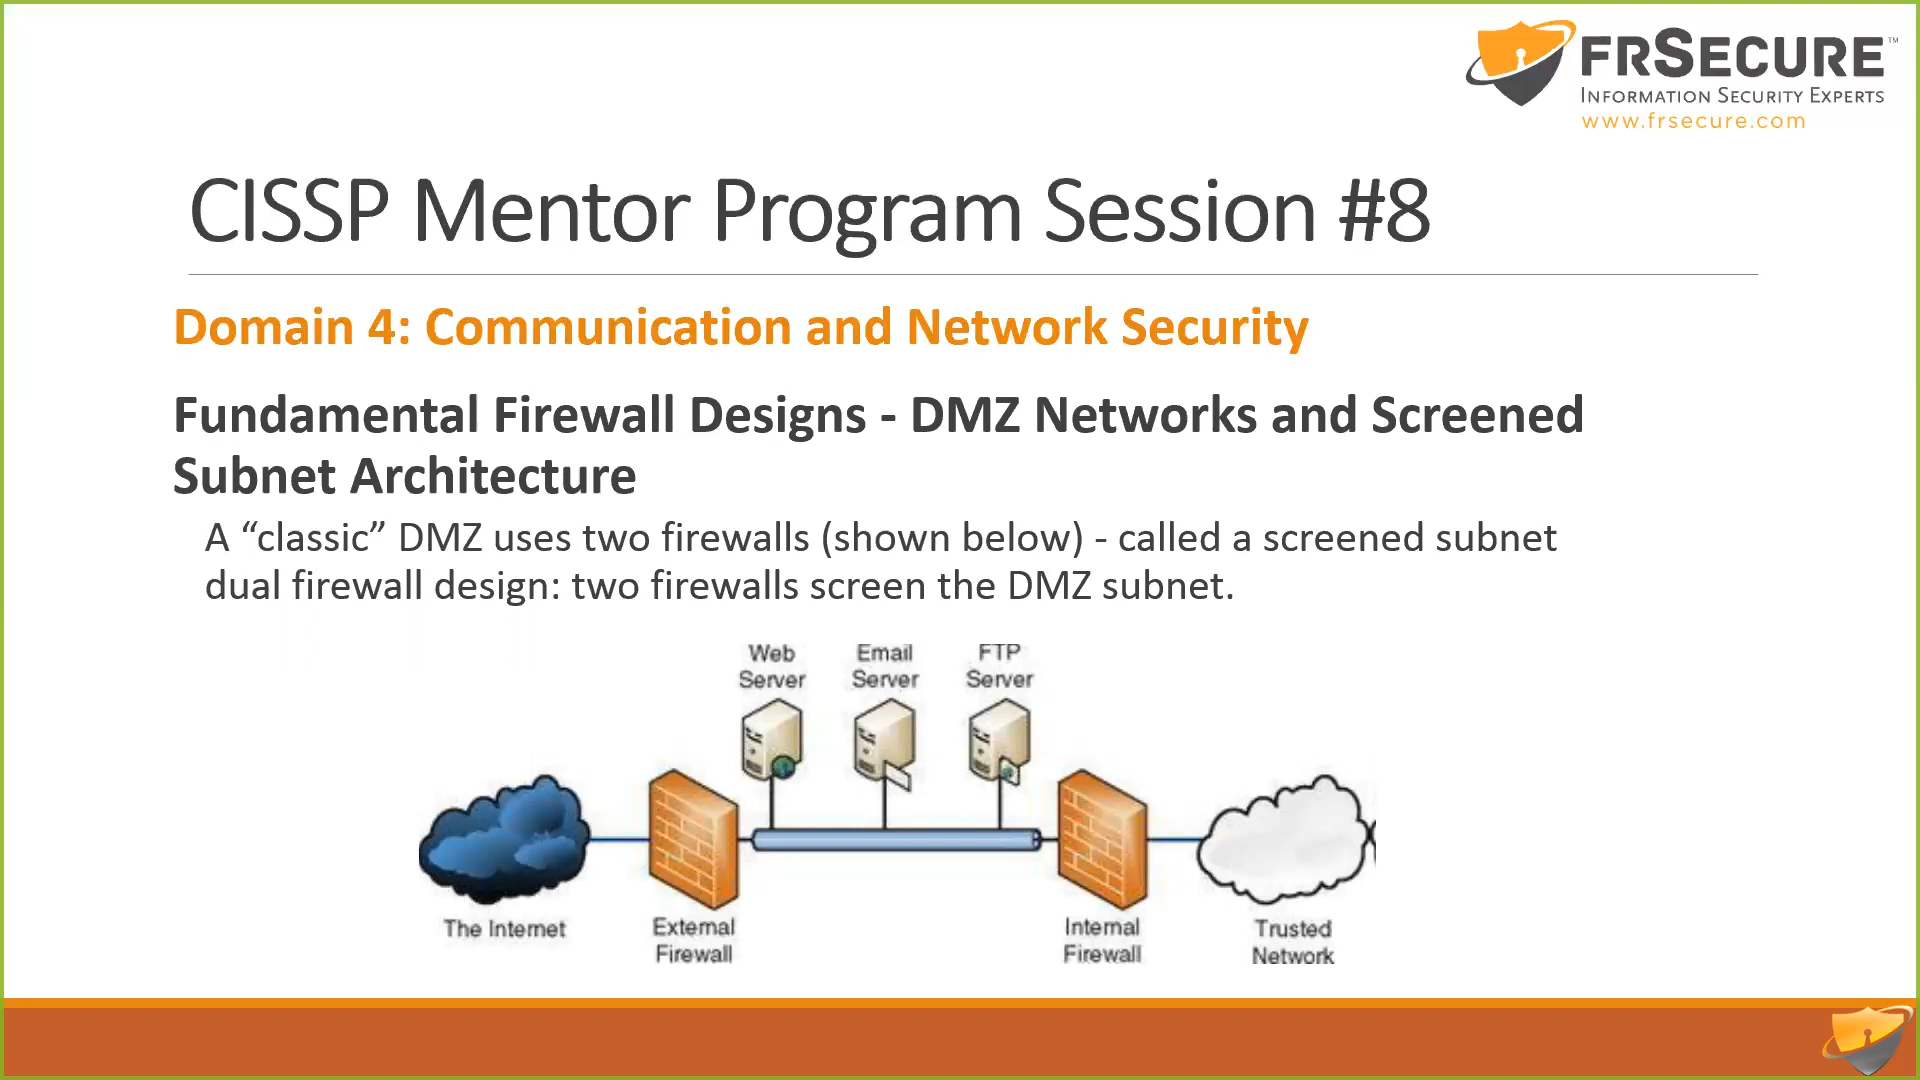 FRSECURE™
INFORMATION SECURITY EXPERTS
www.frsecure.com
CISSP Mentor Program Session #8
Domain 4: Communication and Network Security
Fundamental Firewall Designs - DMZ Networks and Screened
Subnet Architecture
A “classic” DMZ uses two firewalls (shown below) - called a screened subnet
dual firewall design: two firewalls screen the DMZ subnet.
Web
Server
Email
Server
FTP
Server
The Internet
External
Firewall
Internal
Firewall
Trusted
Network